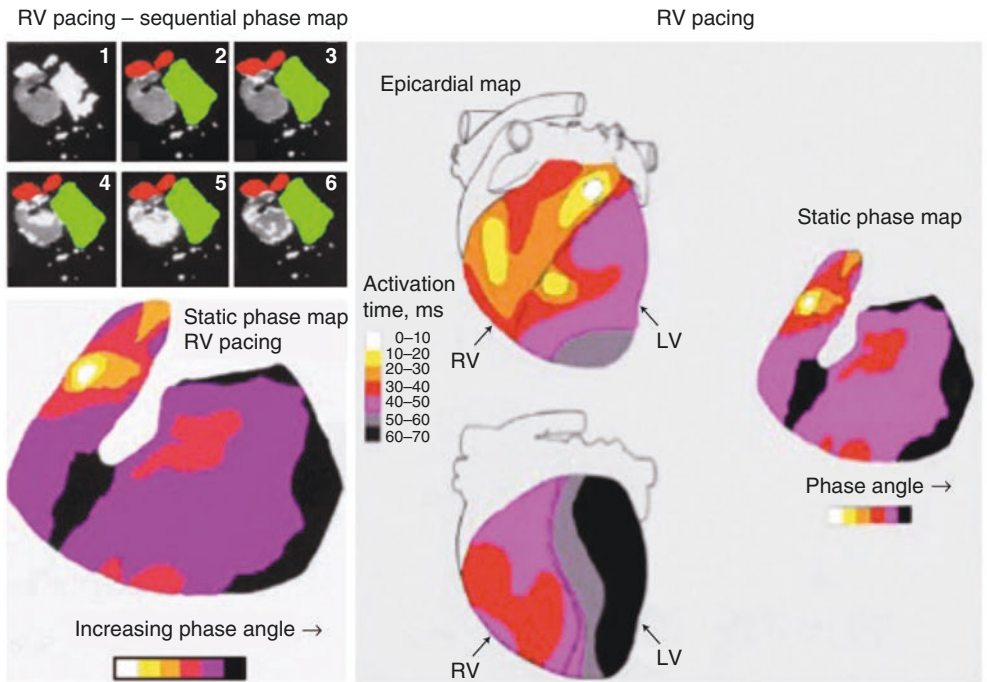 RV pacing – sequential phase map
1
2
3
4
5
6
Static phase map
RV pacing
Increasing phase angle →
RV pacing
Epicardial map
Activation
time, ms
0–10
10–20
20–30
30–40
40–50
50–60
60–70
RV
LV
RV
LV
Static phase map
Phase angle →